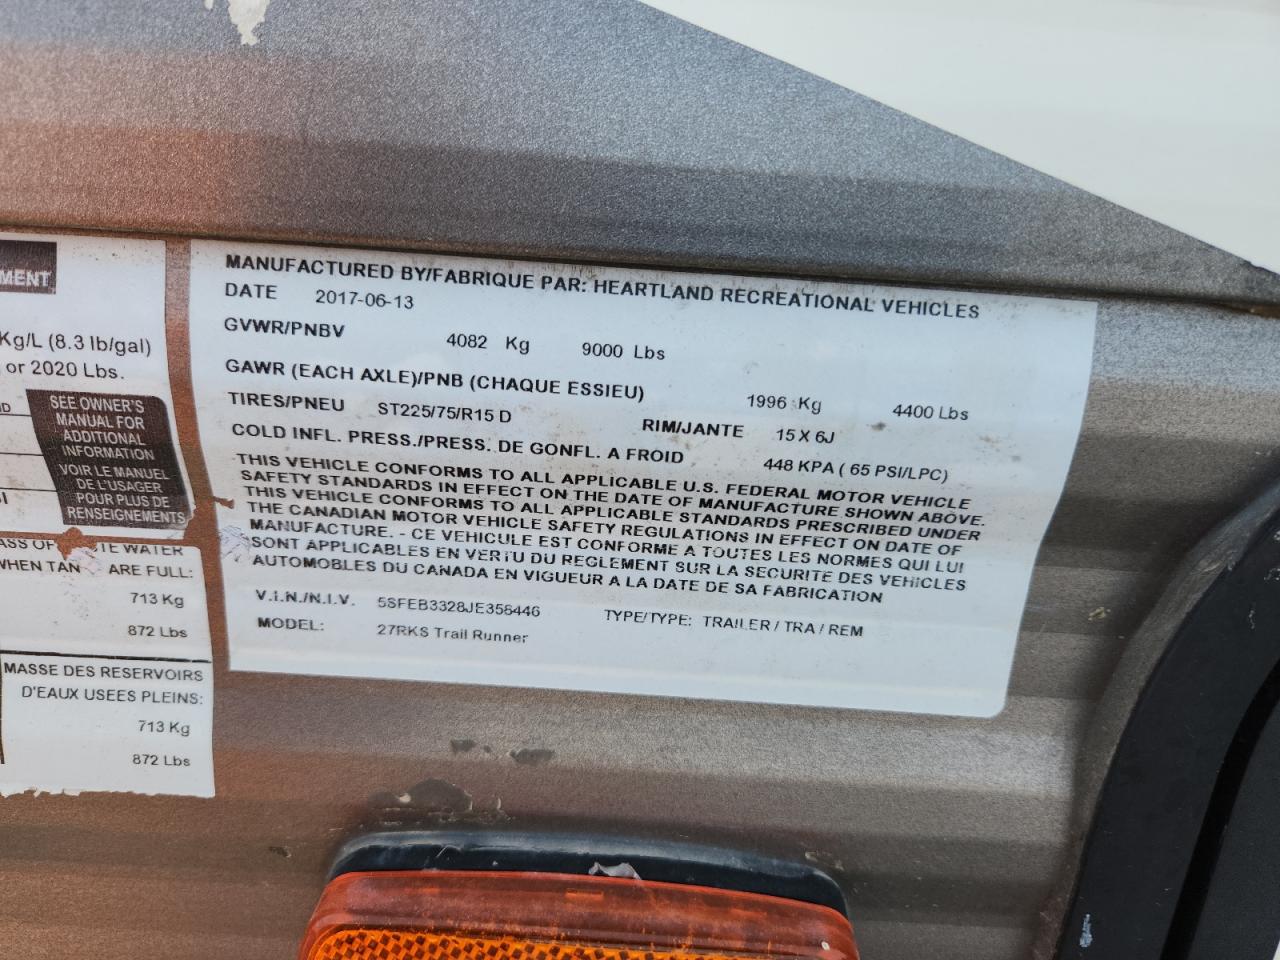 MENT
Kg/L (8.3 lb/gal)
or 2020 Lbs.
SEE OWNER'S
MANUAL FOR
ADDITIONAL
INFORMATION
VOIR LE MANUEL
DE L'USAGER
POUR PLUS DE
RENSEIGNEMENTS
WATER
WHEN TAN ARE FULL:
713 Kg
872 Lbs
MASSE DES RESERVOIRS
D'EAUX USEES PLEINS:
713 Kg
872 Lbs
MANUFACTURED BY/FABRIQUE PAR: HEARTLAND RECREATIONAL VEHICLES
DATE 2017-06-13
GVWR/PNBV 4082 Kg 9000 Lbs
GAWR (EACH AXLE)/PNB (CHAQUE ESSIEU) 1996 Kg 4400 Lbs
TIRES/PNEU ST225/75/R15 D RIM/JANTE 15 X 6J
COLD INFL. PRESS./PRESS. DE GONFL. A FROID 448 KPA ( 65 PSI/LPC)
THIS VEHICLE CONFORMS TO ALL APPLICABLE U.S. FEDERAL MOTOR VEHICLE
SAFETY STANDARDS IN EFFECT ON THE DATE OF MANUFACTURE SHOWN ABOVE.
THIS VEHICLE CONFORMS TO ALL APPLICABLE STANDARDS PRESCRIBED UNDER
THE CANADIAN MOTOR VEHICLE SAFETY REGULATIONS IN EFFECT ON DATE OF
MANUFACTURE. - CE VEHICULE EST CONFORME A TOUTES LES NORMES QUI LUI
SONT APPLICABLES EN VERTU DU REGLEMENT SUR LA SECURITE DES VEHICLES
AUTOMOBILES DU CANADA EN VIGUEUR A LA DATE DE SA FABRICATION
V.I.N./N.I.V. 5SFEB3328JE356446 TYPE/TYPE: TRAILER / TRA / REM
MODEL: 27RKS Trail Runner